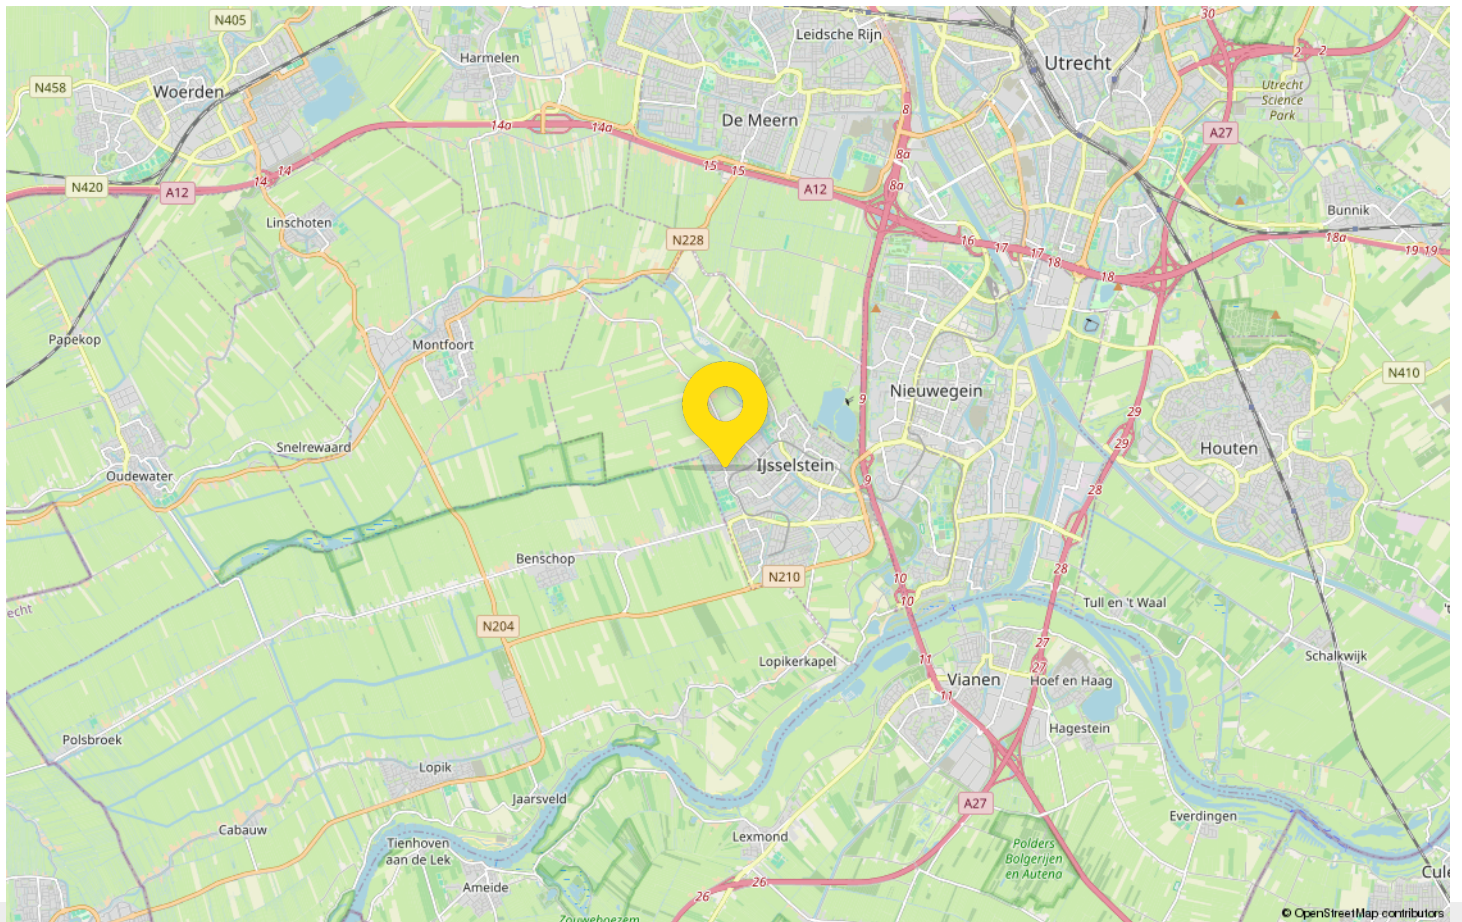 N405
30
Leidsche Rijn
Harmelen
2
2
Utrecht
N458
Woerden
Utrecht
Science
Park
8
De Meern
14a
14a
A27
8a
15
15
14
14
N420
A12
A12
8a
Bunnik
Linschoten
N228
16
17
17
18
18
18a
19 19
Papekop
Montfoort
N410
Nieuwegein
9
29
29
Snelrewaard
Houten
Oudewater
IJsselstein
9
28
Benschop
N210
10
10
28
Tull en 't Waal
echt
't
N204
27
27
Lopikerkapel
11
11
Schalkwijk
Vianen
Hoef en Haag
Hagestein
Polsbroek
Lopik
Jaarsveld
A27
Everdingen
Cabauw
Lexmond
Tienhoven
aan de Lek
Polders
Bolgerijen
en Autena
Cule
Ameide
26
26
Zouweboezem
© OpenStreetMap contributors